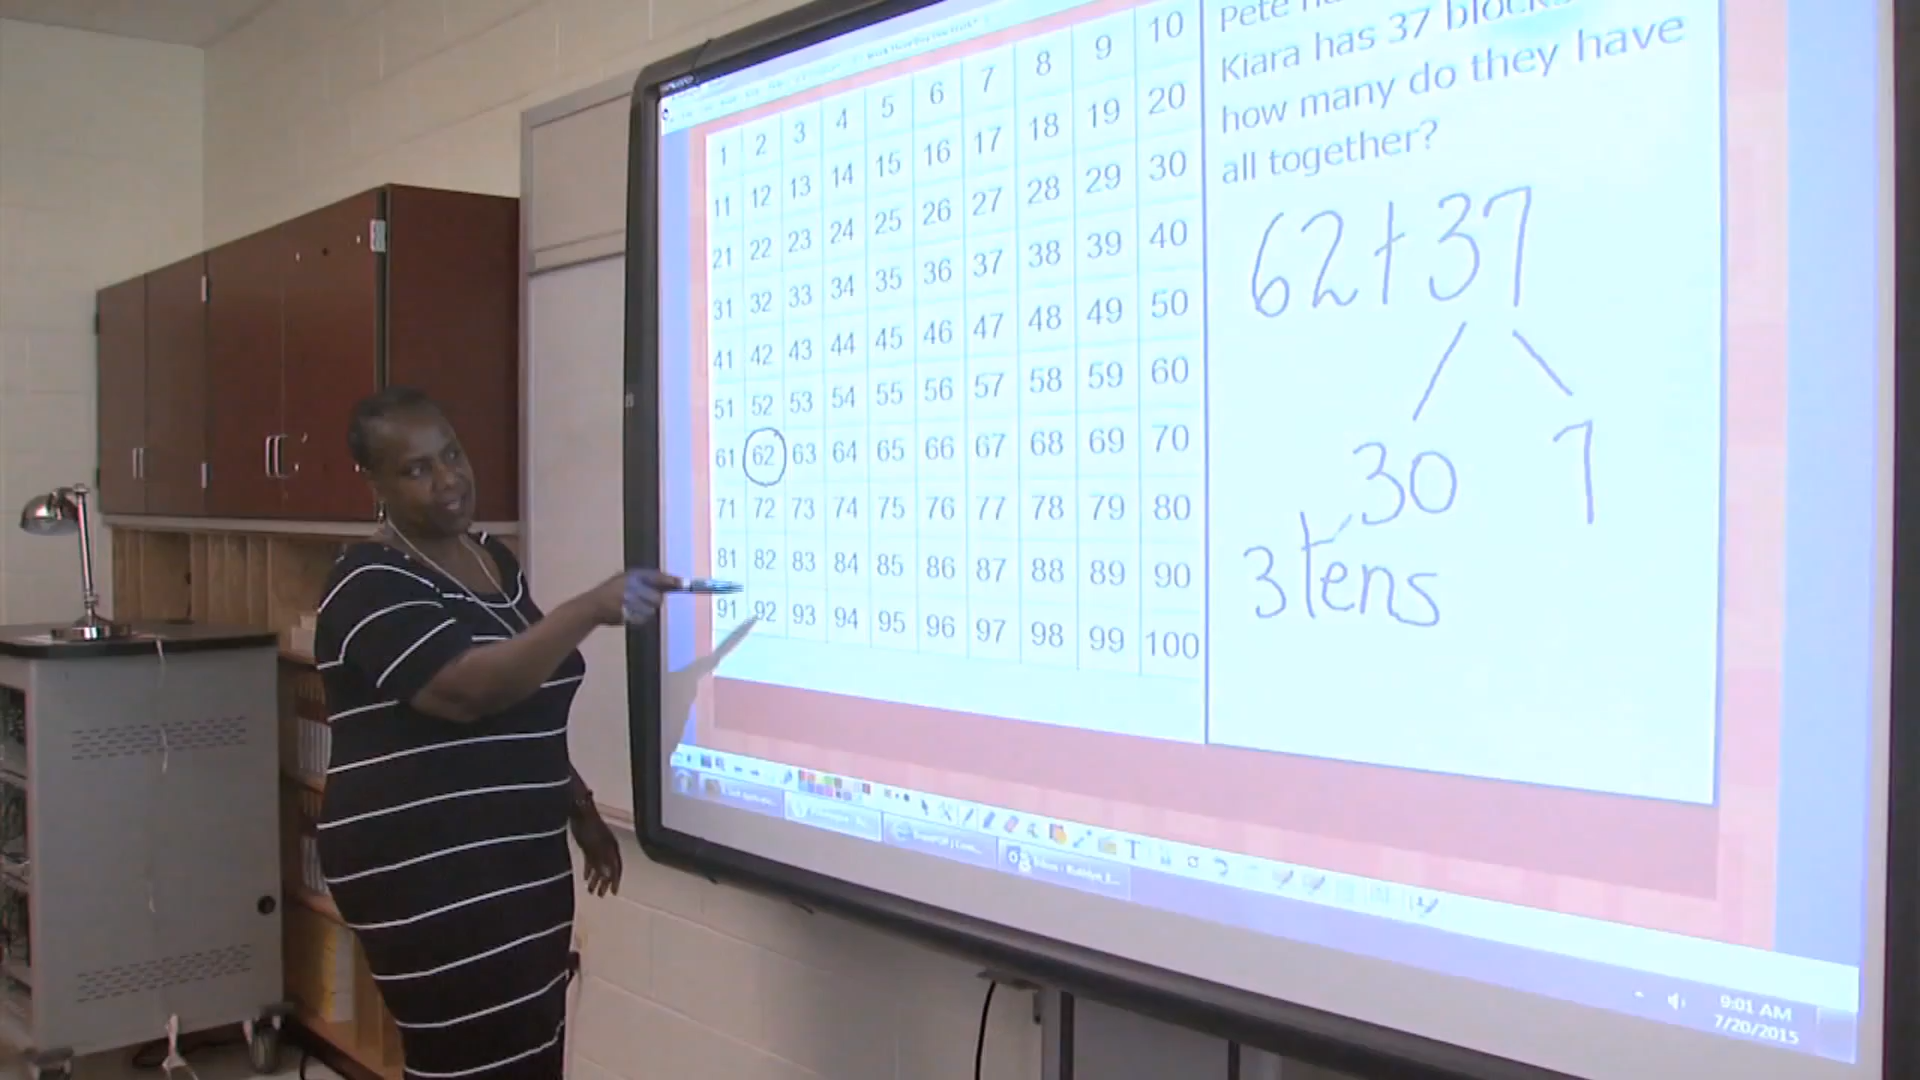 1 2 3 4 5 6 7 8 9 10
11 12 13 14 15 16 17 18 19 20
21 22 23 24 25 26 27 28 29 30
31 32 33 34 35 36 37 38 39 40
41 42 43 44 45 46 47 48 49 50
51 52 53 54 55 56 57 58 59 60
61 62 63 64 65 66 67 68 69 70
71 72 73 74 75 76 77 78 79 80
81 82 83 84 85 86 87 88 89 90
91 92 93 94 95 96 97 98 99 100
Pete
Kiara has 37 blocks
how many do they have
all together?
62+37
30 7
3 tens
9:01 AM
7/20/2015